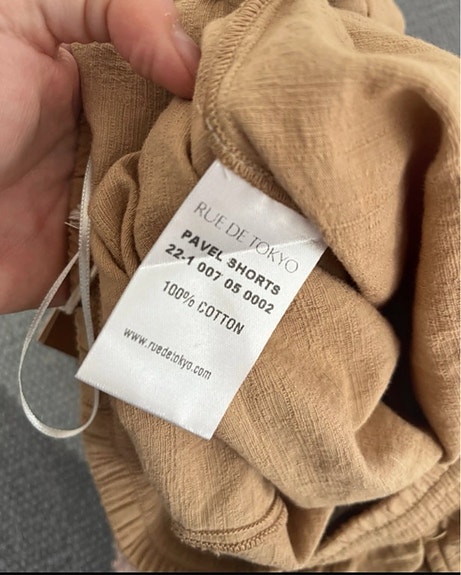 RUE DE TOKYO
PAVEL SHORTS
22-1 007 05 0002
100% COTTON
www.ruedetokyo.com